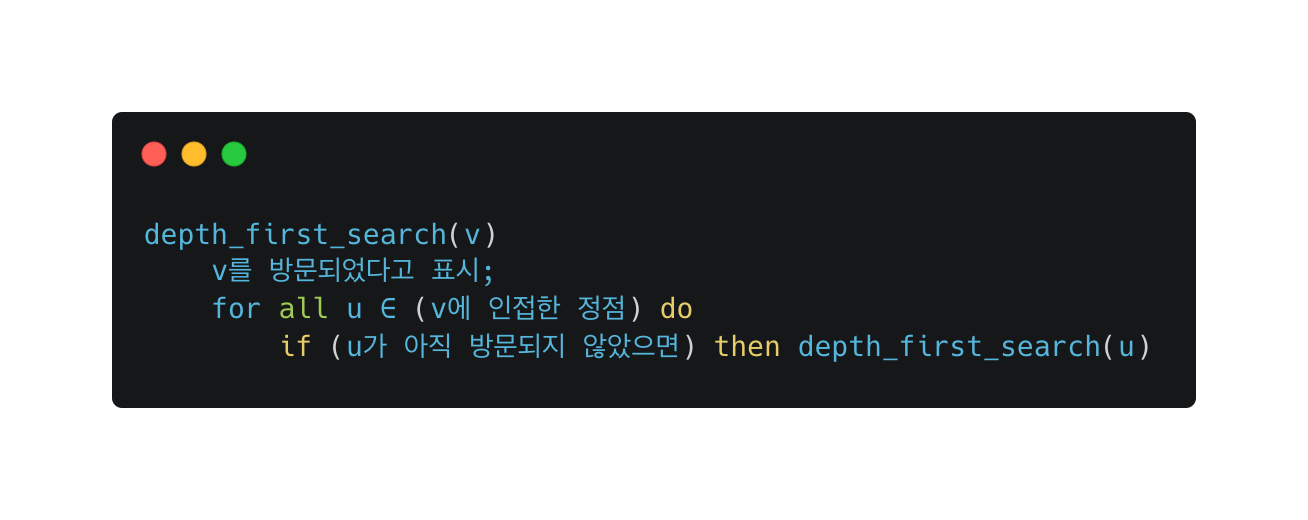 depth_first_search(v)
v를 방문되었다고 표시;
for all u ∈ (v에 인접한 정점) do
if (u가 아직 방문되지 않았으면) then depth_first_search(u)